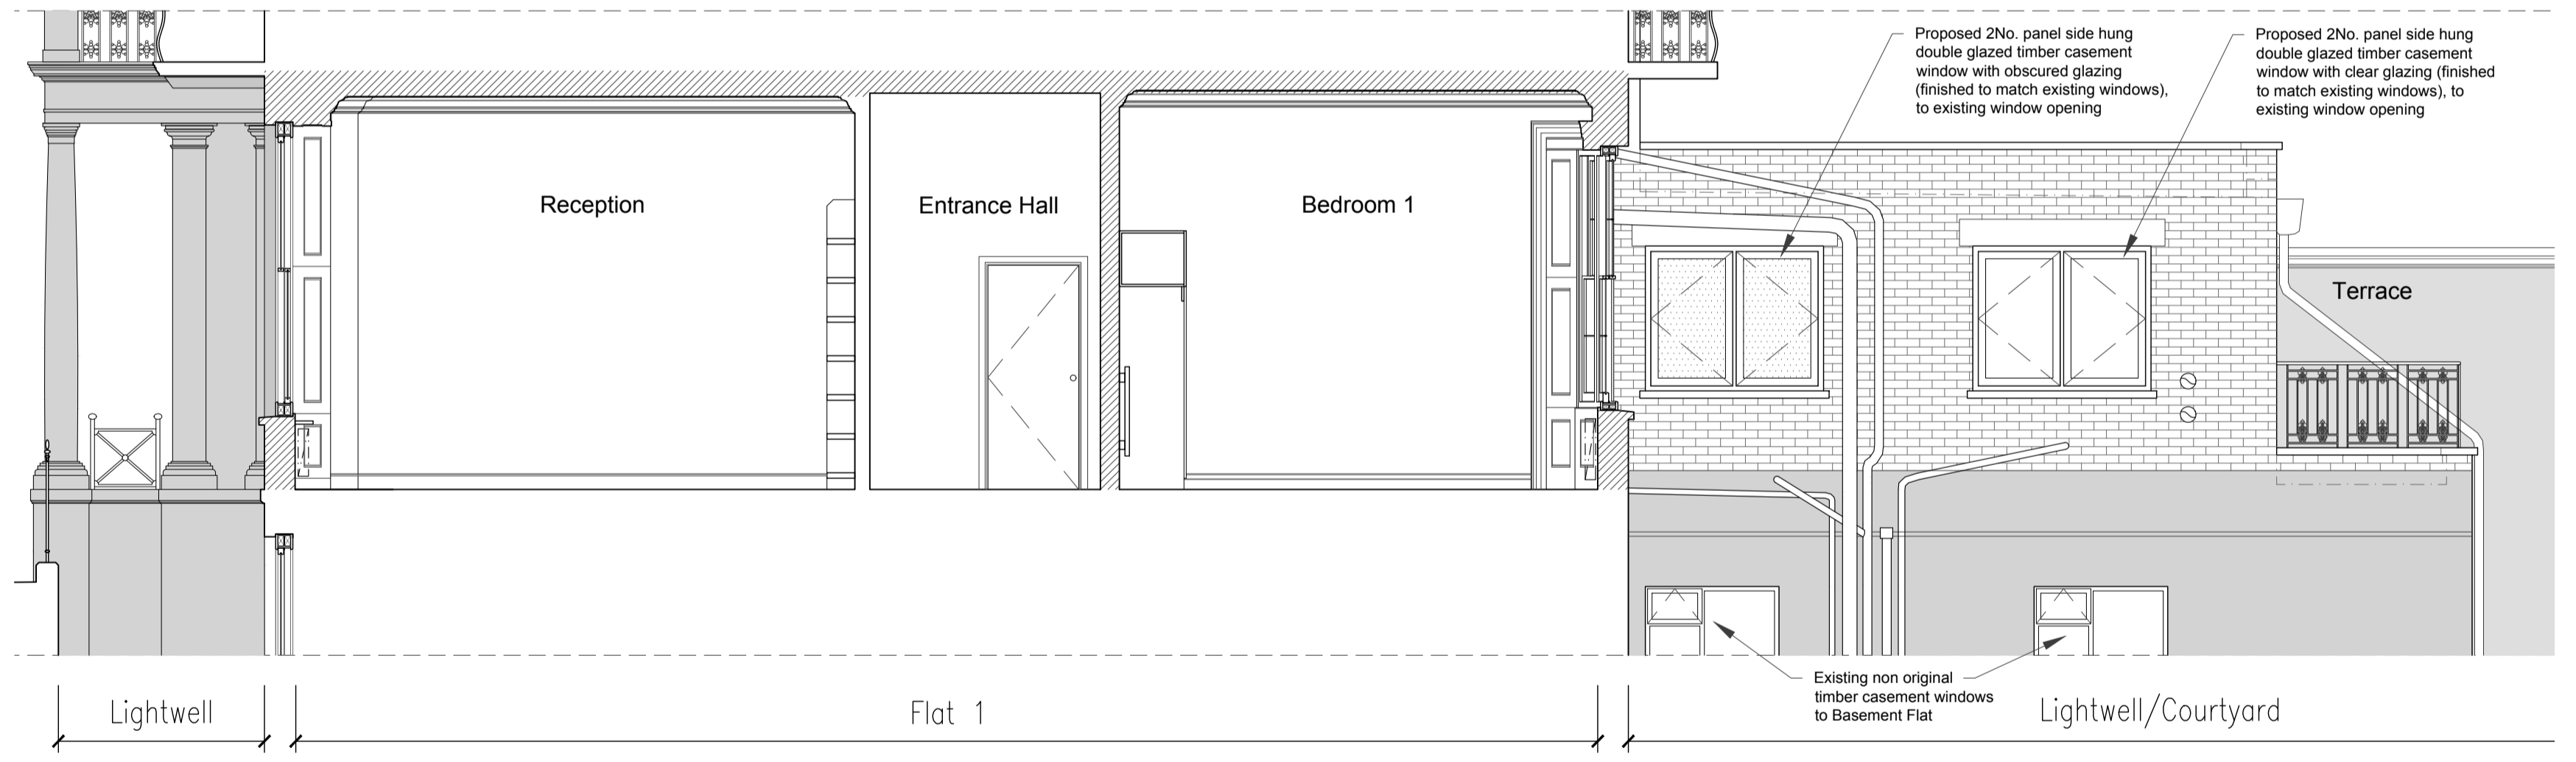 Proposed 2No. panel side hung
double glazed timber casement
window with obscured glazing
(finished to match existing windows),
to existing window opening
Proposed 2No. panel side hung
double glazed timber casement
window with clear glazing (finished
to match existing windows), to
existing window opening
Reception
Entrance Hall
Bedroom 1
Terrace
Existing non original
timber casement windows
to Basement Flat
Lightwell
Flat 1
Lightwell/Courtyard